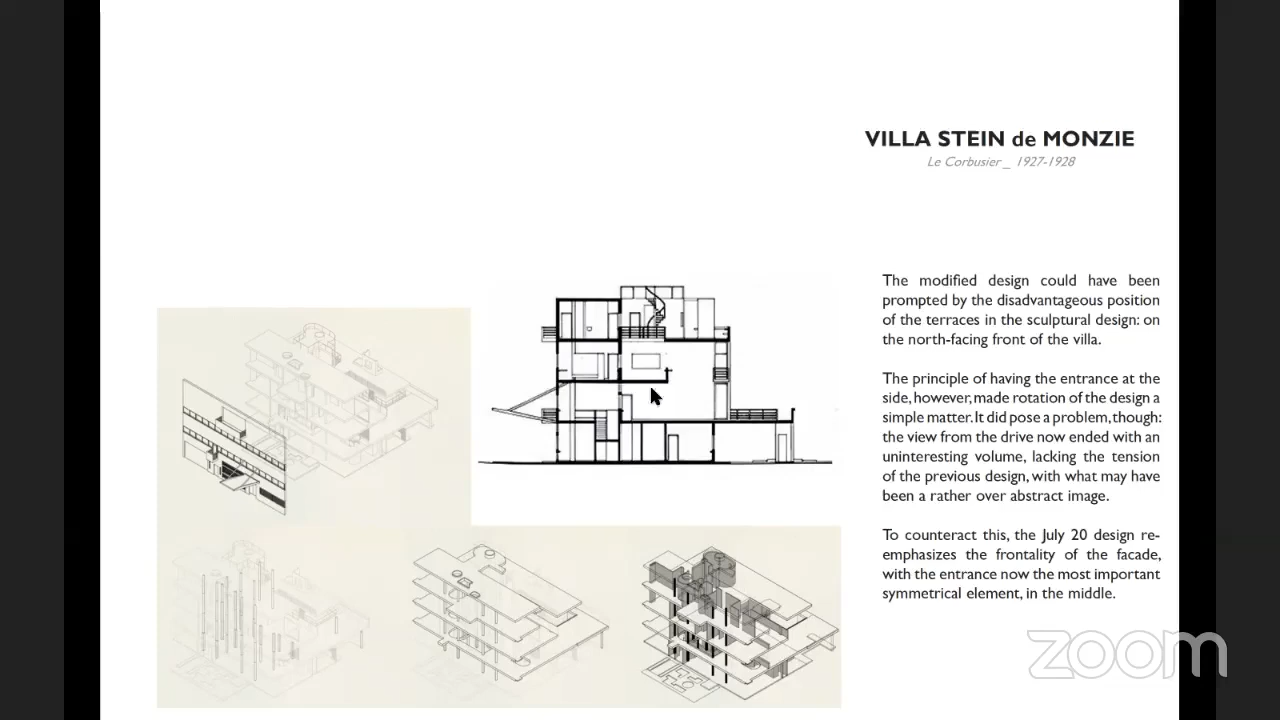 VILLA STEIN de MONZIE
Le Corbusier _ 1927-1928
The modified design could have been
prompted by the disadvantageous position
of the terraces in the sculptural design: on
the north-facing front of the villa.
The principle of having the entrance at the
side, however, made rotation of the design a
simple matter. It did pose a problem, though:
the view from the drive now ended with an
uninteresting volume, lacking the tension
of the previous design, with what may have
been a rather over abstract image.
To counteract this, the July 20 design re-
emphasizes the frontality of the facade,
with the entrance now the most important
symmetrical element, in the middle.
zoom